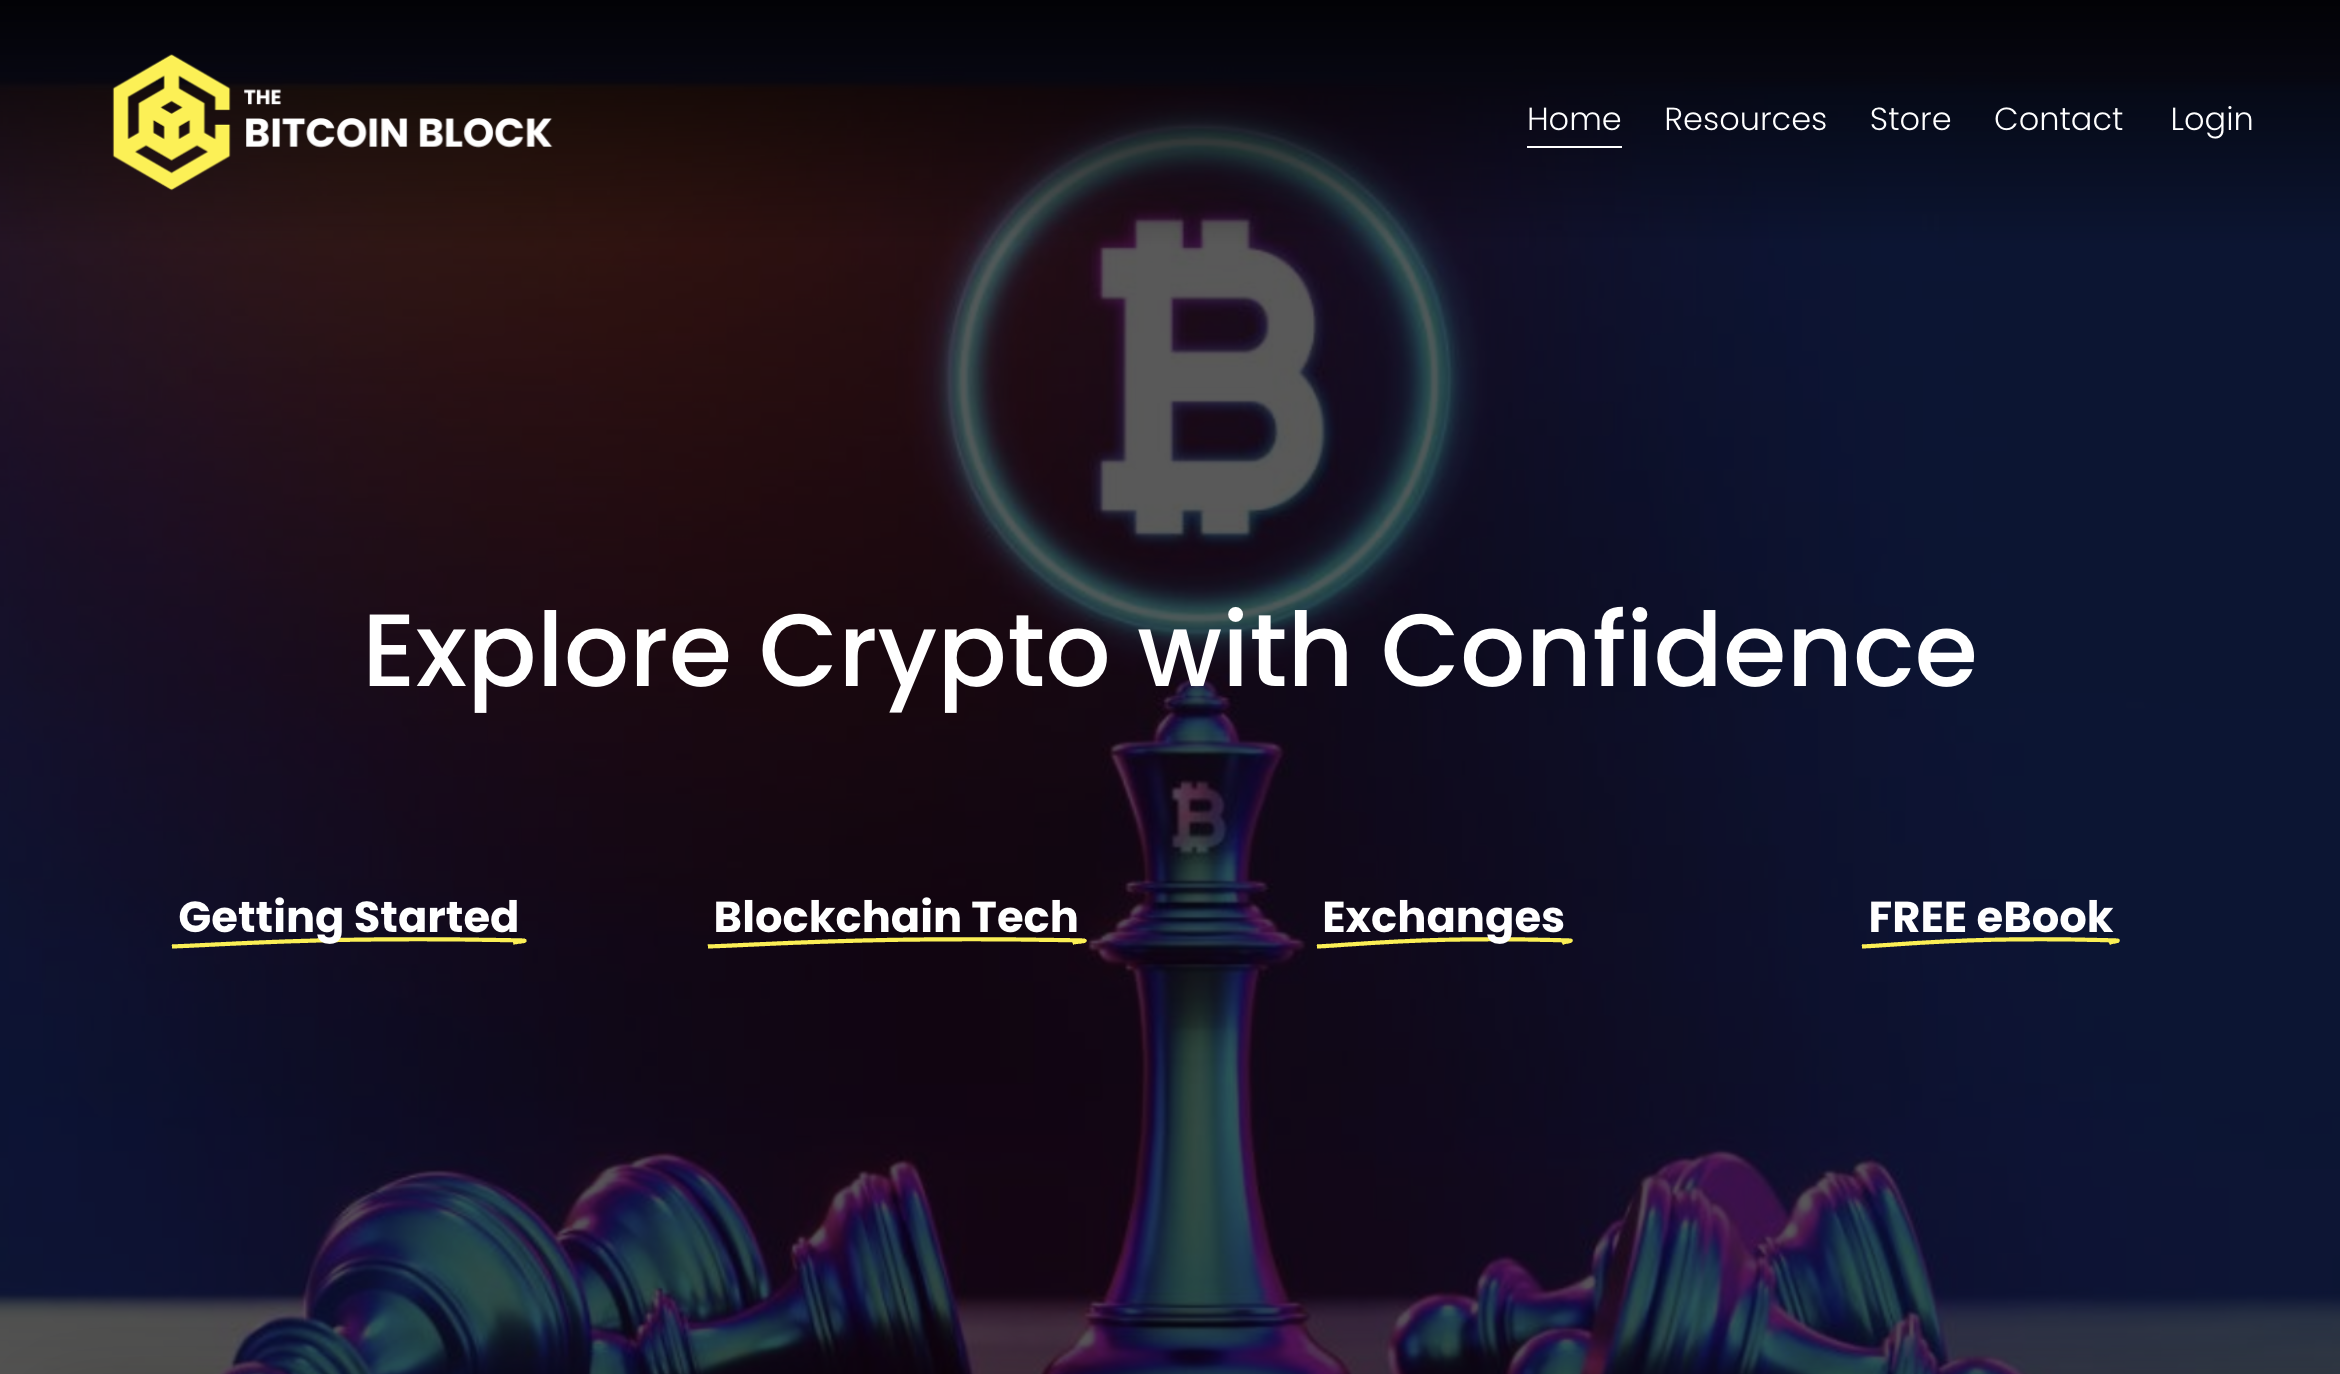 THE
BITCOIN BLOCK
Home Resources Store Contact Login
Explore Crypto with Confidence
Getting Started Blockchain Tech Exchanges FREE eBook